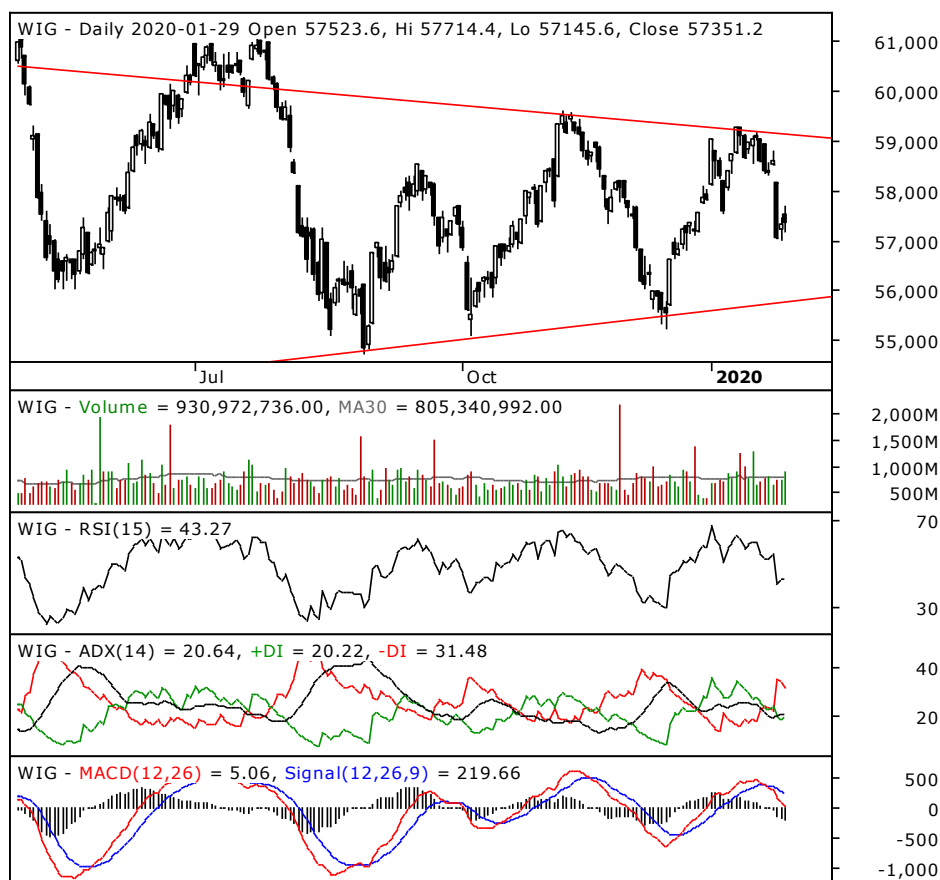 WIG - Daily 2020-01-29 Open 57523.6, Hi 57714.4, Lo 57145.6, Close 57351.2
61,000
60,000
59,000
58,000
57,000
56,000
55,000
Jul
Oct
2020
WIG - Volume = 930,972,736.00, MA30 = 805,340,992.00
2,000M
1,500M
1,000M
500M
WIG - RSI(15) = 43.27
70
30
WIG - ADX(14) = 20.64, +DI = 20.22, -DI = 31.48
40
20
WIG - MACD(12,26) = 5.06, Signal(12,26,9) = 219.66
500
0
-500
-1,000